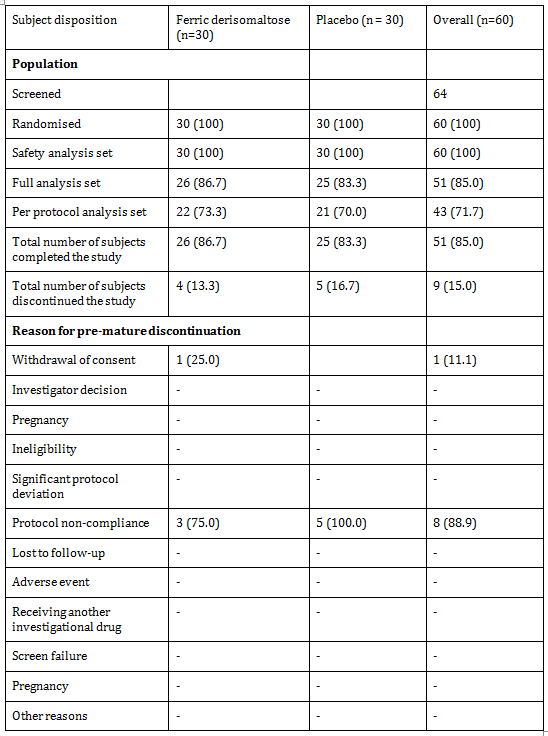 Subject disposition Ferric derisomaltose (n=30) Placebo (n = 30) Overall (n=60)
Population
Screened 64
Randomised 30 (100) 30 (100) 60 (100)
Safety analysis set 30 (100) 30 (100) 60 (100)
Full analysis set 26 (86.7) 25 (83.3) 51 (85.0)
Per protocol analysis set 22 (73.3) 21 (70.0) 43 (71.7)
Total number of subjects completed the study 26 (86.7) 25 (83.3) 51 (85.0)
Total number of subjects discontinued the study 4 (13.3) 5 (16.7) 9 (15.0)
Reason for pre-mature discontinuation
Withdrawal of consent 1 (25.0) 1 (11.1)
Investigator decision - - -
Pregnancy - - -
Ineligibility - - -
Significant protocol deviation - - -
Protocol non-compliance 3 (75.0) 5 (100.0) 8 (88.9)
Lost to follow-up - - -
Adverse event - - -
Receiving another investigational drug - - -
Screen failure - - -
Pregnancy - - -
Other reasons - - -